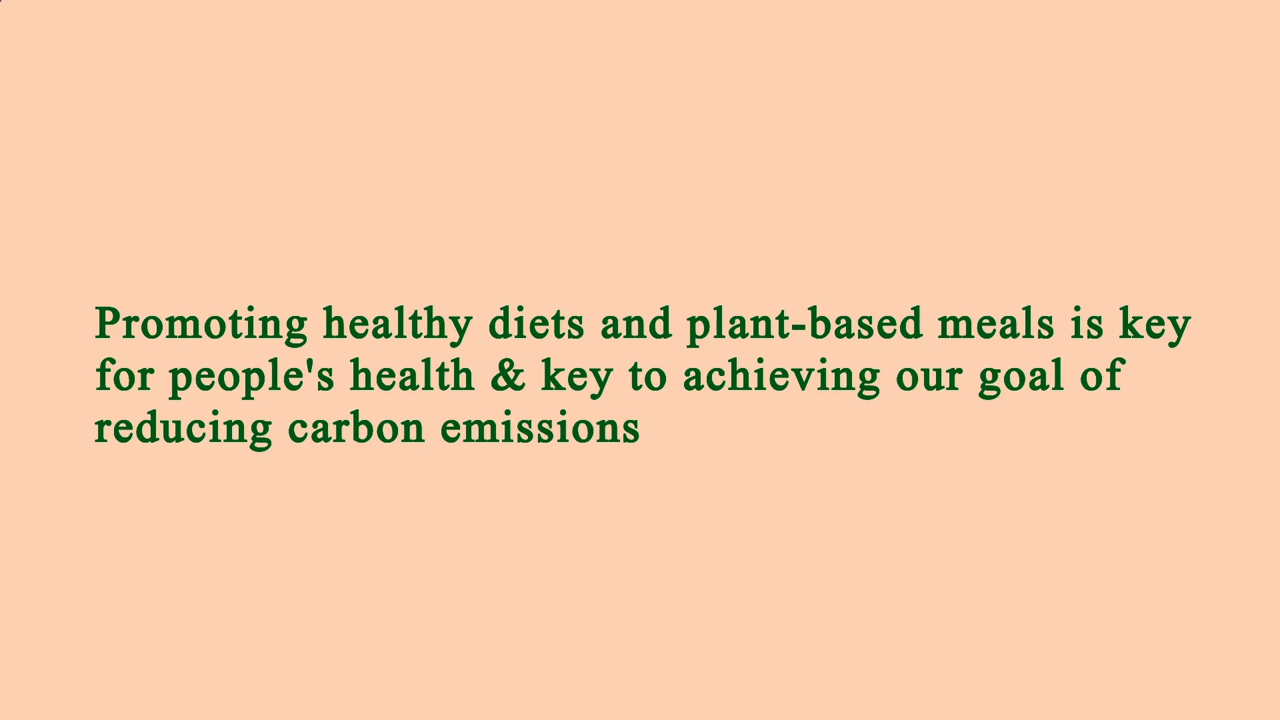 Promoting healthy diets and plant-based meals is key
for people's health & key to achieving our goal of
reducing carbon emissions